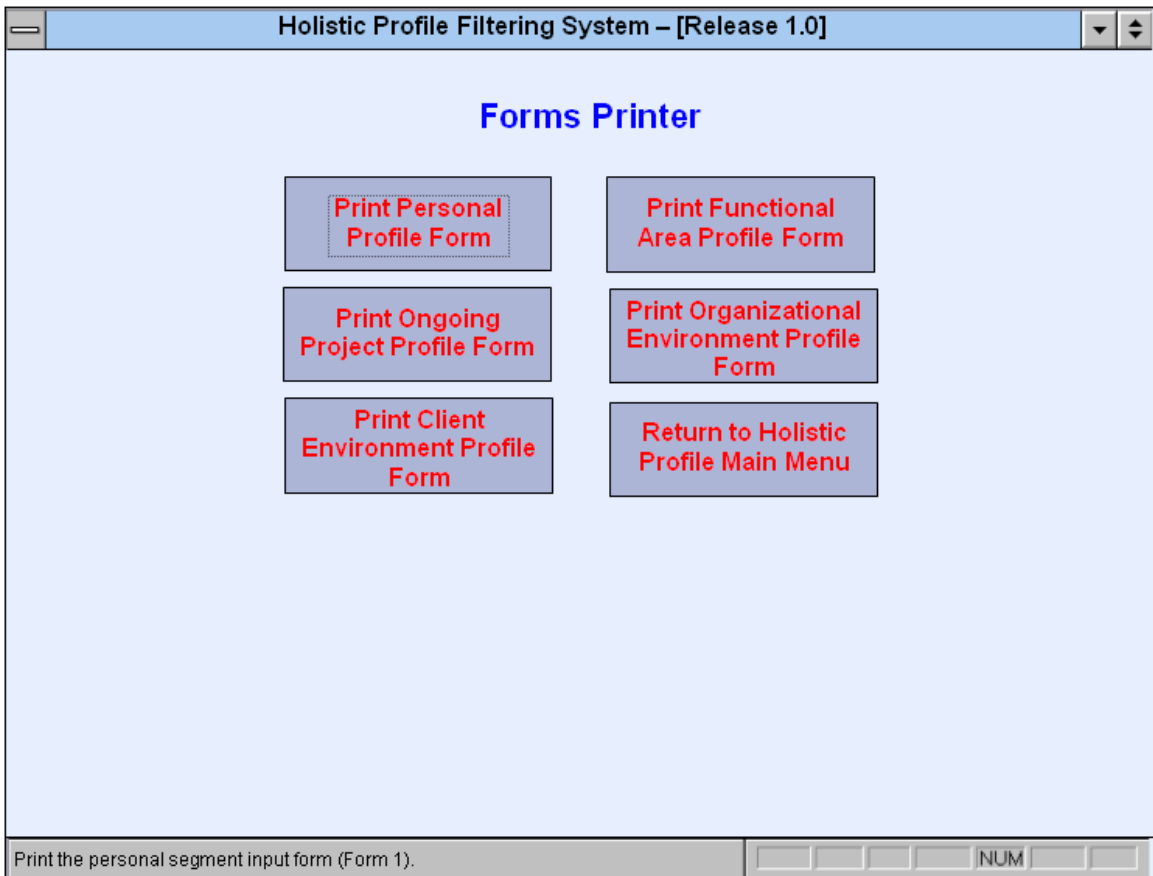 Holistic Profile Filtering System – [Release 1.0]
Forms Printer
Print Personal
Profile Form
Print Functional
Area Profile Form
Print Ongoing
Project Profile Form
Print Organizational
Environment Profile
Form
Print Client
Environment Profile
Form
Return to Holistic
Profile Main Menu
Print the personal segment input form (Form 1).
NUM